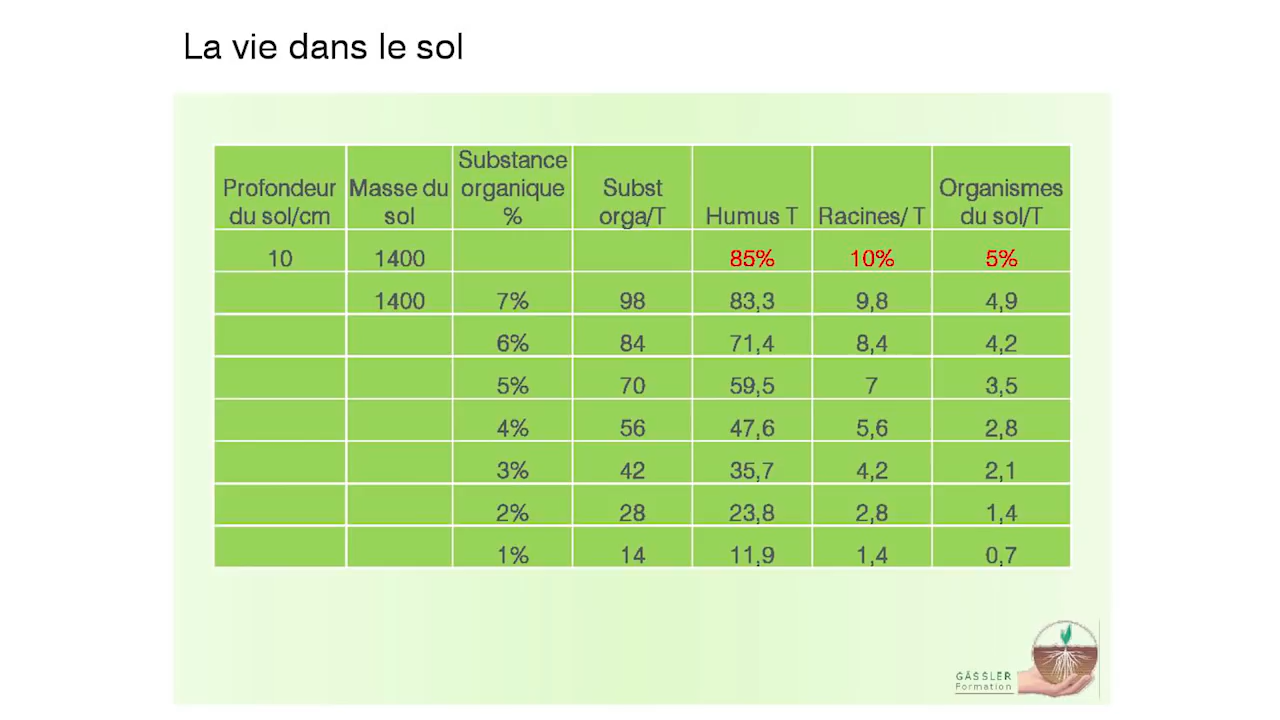 La vie dans le sol
Profondeur du sol/cm Masse du sol Substance organique % Subst orga/T Humus T Racines/ T Organismes du sol/T
10 1400 85% 10% 5%
1400 7% 98 83,3 9,8 4,9
6% 84 71,4 8,4 4,2
5% 70 59,5 7 3,5
4% 56 47,6 5,6 2,8
3% 42 35,7 4,2 2,1
2% 28 23,8 2,8 1,4
1% 14 11,9 1,4 0,7
GÄSSLER
Formation